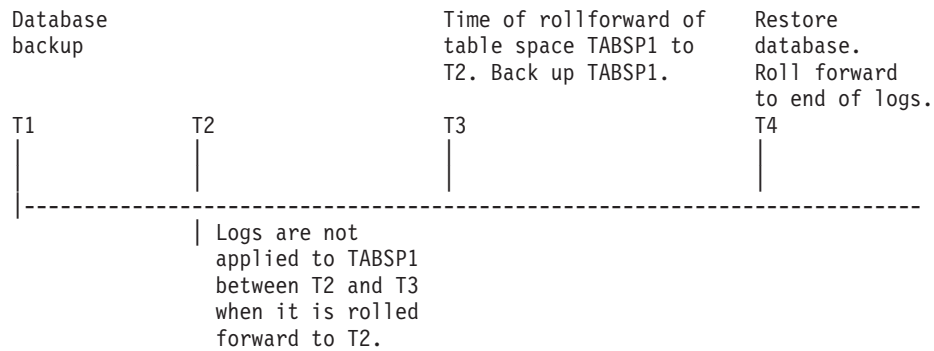 Database
backup
Time of rollforward of
table space TABSP1 to
T2. Back up TABSP1.
Restore
database.
Roll forward
to end of logs.
T1
T2
T3
T4
Logs are not
applied to TABSP1
between T2 and T3
when it is rolled
forward to T2.